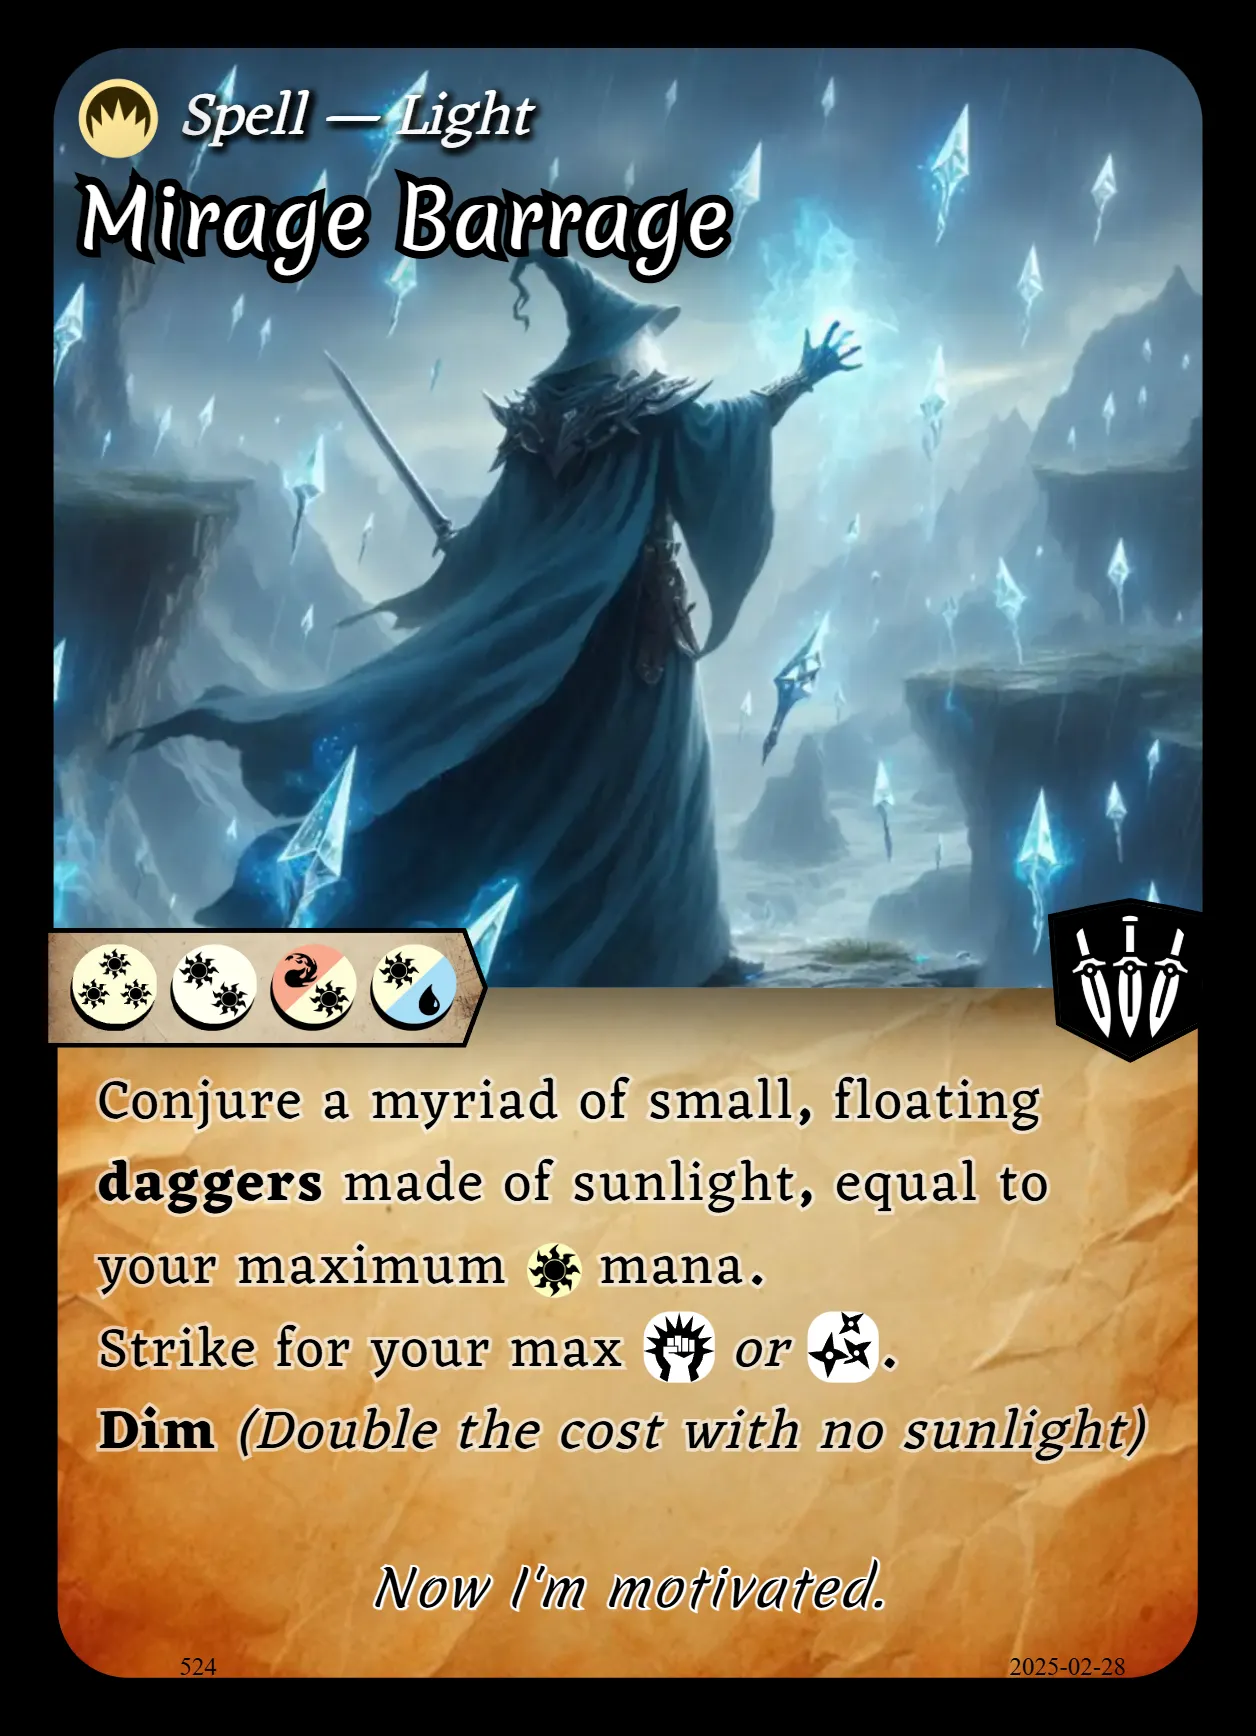 Spell — Light
Mirage Barrage
Conjure a myriad of small, floating
daggers made of sunlight, equal to
your maximum mana.
Strike for your max or .
Dim (Double the cost with no sunlight)
Now I'm motivated.
524 2025-02-28